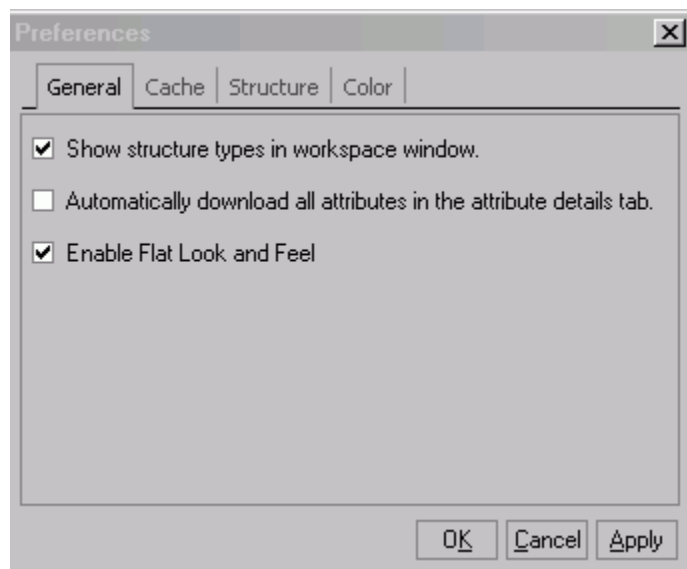 Preferences
General Cache Structure Color
Show structure types in workspace window.
Automatically download all attributes in the attribute details tab.
Enable Flat Look and Feel
OK Cancel Apply